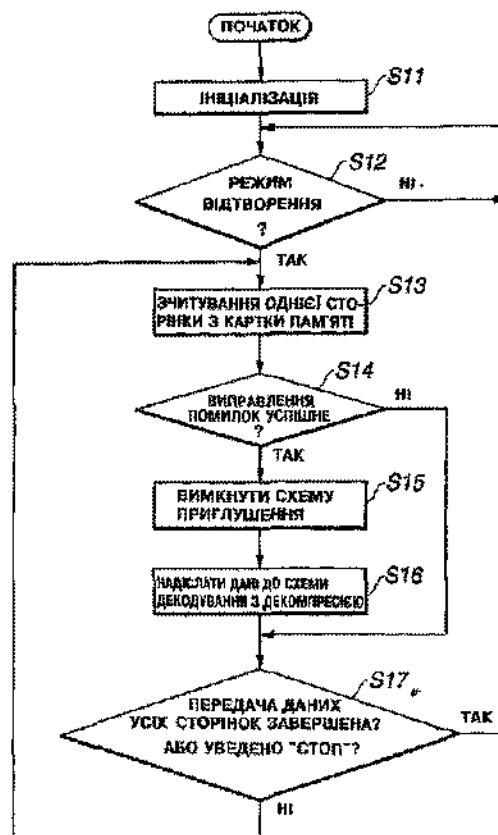 ПОЧАТОК
S11
ІНІЦІАЛІЗАЦІЯ
S12
РЕЖИМ
ВІДТВОРЕННЯ
?
НІ
ТАК
S13
ЗЧИТУВАННЯ ОДНІЄЇ СТО-
РІНКИ З КАРТКИ ПАМ'ЯТІ
S14
ВИПРАВЛЕННЯ
ПОМИЛОК УСПІШНЕ
?
НІ
ТАК
S15
ВИМКНУТИ СХЕМУ
ПРИГЛУШЕННЯ
S16
НАДІСЛАТИ ДАНІ ДО СХЕМИ
ДЕКОДУВАННЯ З ДЕКОМПРЕСІЄЮ
S17
ПЕРЕДАЧА ДАНИХ
УСІХ СТОРІНОК ЗАВЕРШЕНА?
АБО УВЕДЕНО "СТОП"?
ТАК
НІ